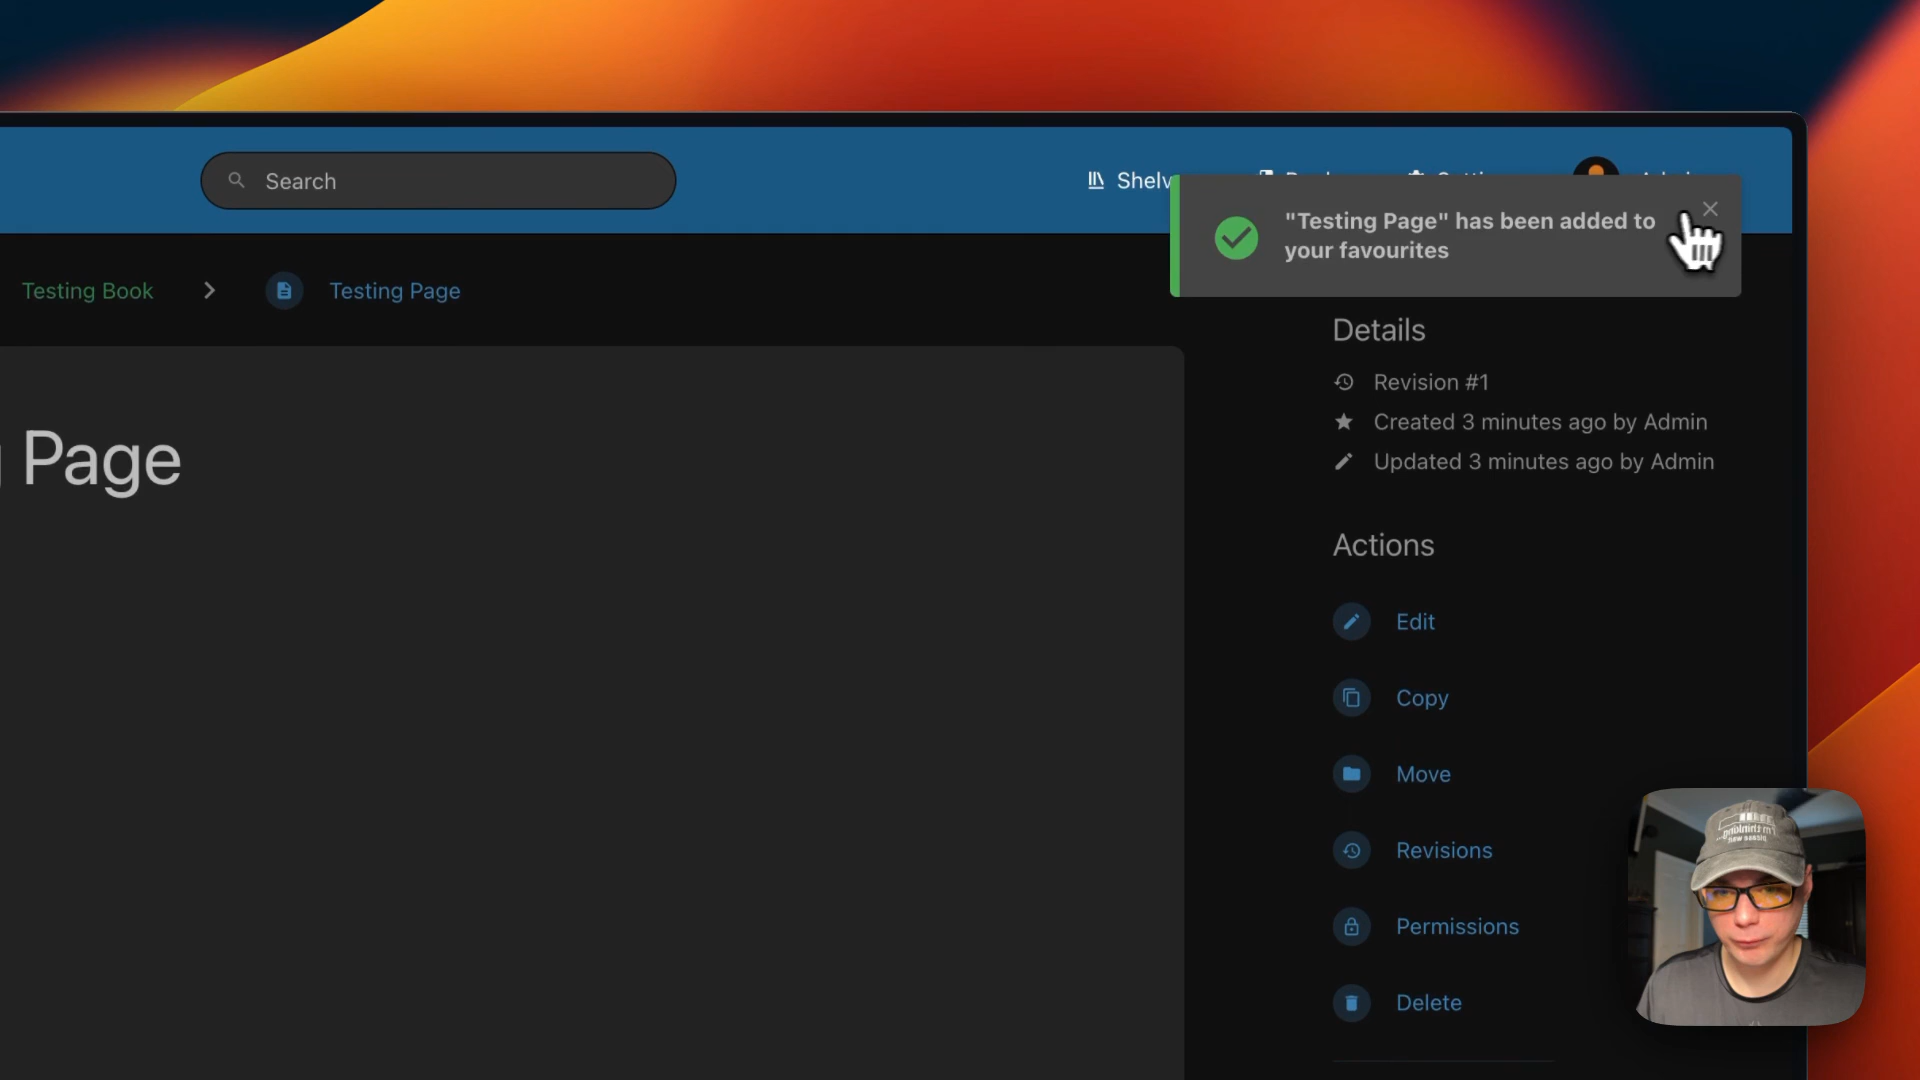 Search
Shelv
"Testing Page" has been added to
your favourites
Testing Book
Testing Page
Details
Revision #1
Created 3 minutes ago by Admin
Updated 3 minutes ago by Admin
Page
Actions
Edit
Copy
Move
Revisions
Permissions
Delete